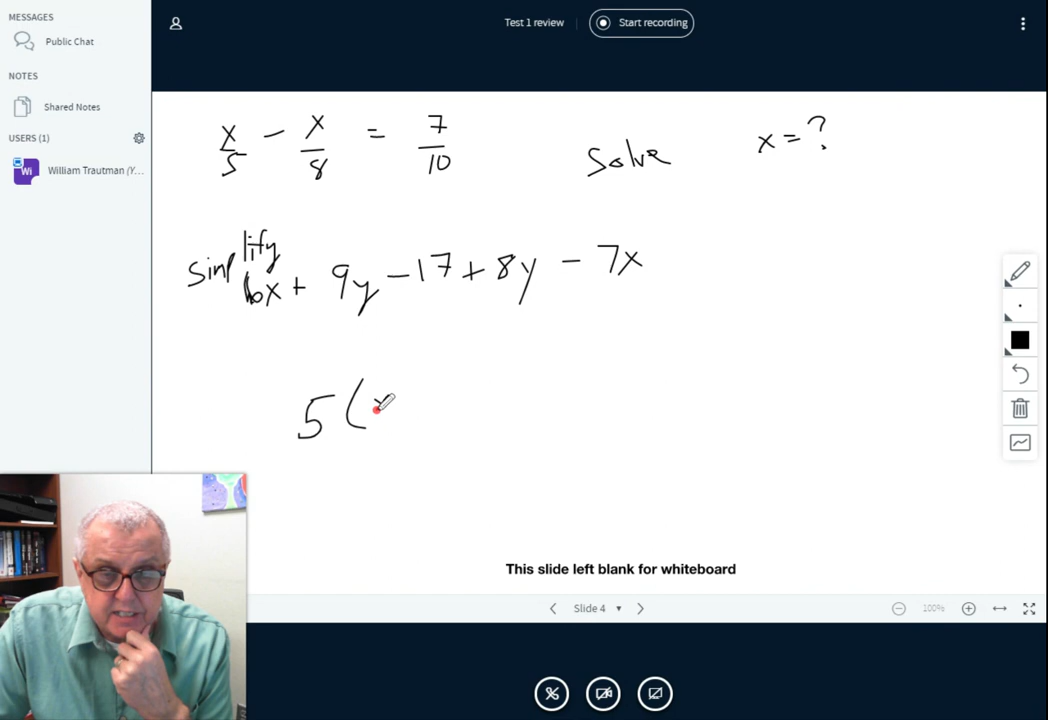 MESSAGES
Public Chat
NOTES
Shared Notes
USERS (1)
Wi William Trautman (Y...
Test 1 review
Start recording
x/5 - x/8 = 7/10 Solve x = ?
simplify
6x + 9y - 17 + 8y - 7x
5 (x
This slide left blank for whiteboard
Slide 4
100%